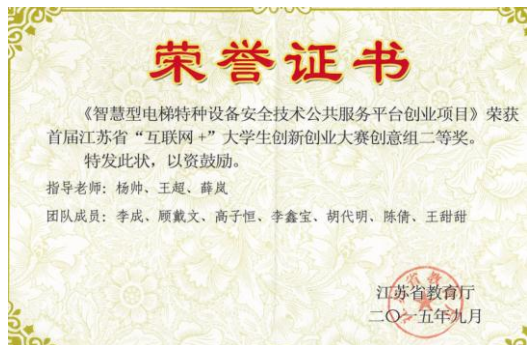 荣誉证书
《智慧型电梯特种设备安全技术公共服务平台创业项目》荣获
首届江苏省“互联网+”大学生创新创业大赛创意组二等奖。
特发此状，以资鼓励。
指导老师：杨帅、王超、薛岚
团队成员：李成、顾戴文、高子恒、李鑫宝、胡代明、陈倩、王甜甜
江苏省教育厅
二〇一五年九月